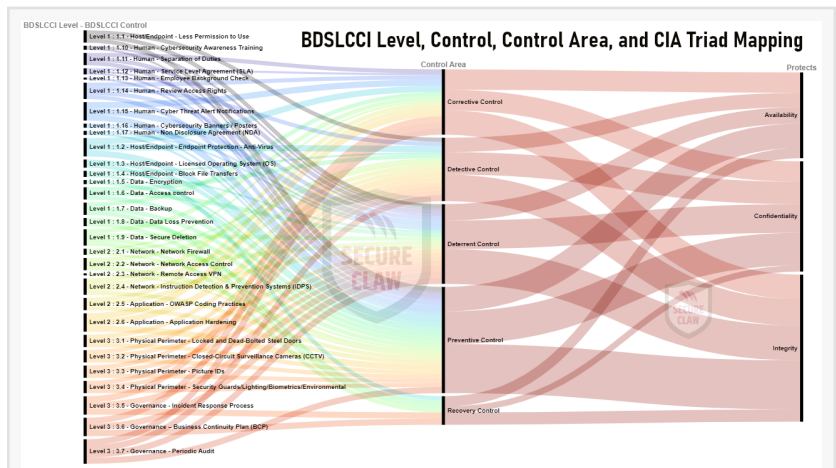 BDSLCCI Level - BDSLCCI Control
BDSLCCI Level, Control, Control Area, and CIA Triad Mapping
Control Area
Protects
Level 1 : 1.1 - Host/Endpoint - Less Permission to Use
Level 1 : 1.10 - Human - Cybersecurity Awareness Training
Level 1 : 1.11 - Human - Separation of Duties
Level 1 : 1.12 - Human - Service Level Agreement (SLA)
Level 1 : 1.13 - Human - Employee Background Check
Level 1 : 1.14 - Human - Review Access Rights
Level 1 : 1.15 - Human - Cyber Threat Alert Notifications
Level 1 : 1.16 - Human - Cybersecurity Banners / Posters
Level 1 : 1.17 - Human - Non Disclosure Agreement (NDA)
Level 1 : 1.2 - Host/Endpoint - Endpoint Protection - Anti-Virus
Level 1 : 1.3 - Host/Endpoint - Licensed Operating System (OS)
Level 1 : 1.4 - Host/Endpoint - Block File Transfers
Level 1 : 1.5 - Data - Encryption
Level 1 : 1.6 - Data - Access control
Level 1 : 1.7 - Data - Backup
Level 1 : 1.8 - Data - Data Loss Prevention
Level 1 : 1.9 - Data - Secure Deletion
Level 2 : 2.1 - Network - Network Firewall
Level 2 : 2.2 - Network - Network Access Control
Level 2 : 2.3 - Network - Remote Access VPN
Level 2 : 2.4 - Network - Instruction Detection & Prevention Systems (IDPS)
Level 2 : 2.5 - Application - OWASP Coding Practices
Level 2 : 2.6 - Application - Application Hardening
Level 3 : 3.1 - Physical Perimeter - Locked and Dead-Bolted Steel Doors
Level 3 : 3.2 - Physical Perimeter - Closed-Circuit Surveillance Cameras (CCTV)
Level 3 : 3.3 - Physical Perimeter - Picture IDs
Level 3 : 3.4 - Physical Perimeter - Security Guards/Lighting/Biometrics/Environmental
Level 3 : 3.5 - Governance - Incident Response Process
Level 3 : 3.6 - Governance – Business Continuity Plan (BCP)
Level 3 : 3.7 - Governance - Periodic Audit
Corrective Control
Detective Control
Deterrent Control
Preventive Control
Recovery Control
Availability
Confidentiality
Integrity
SECURE
CLAW
SECURE
CLAW